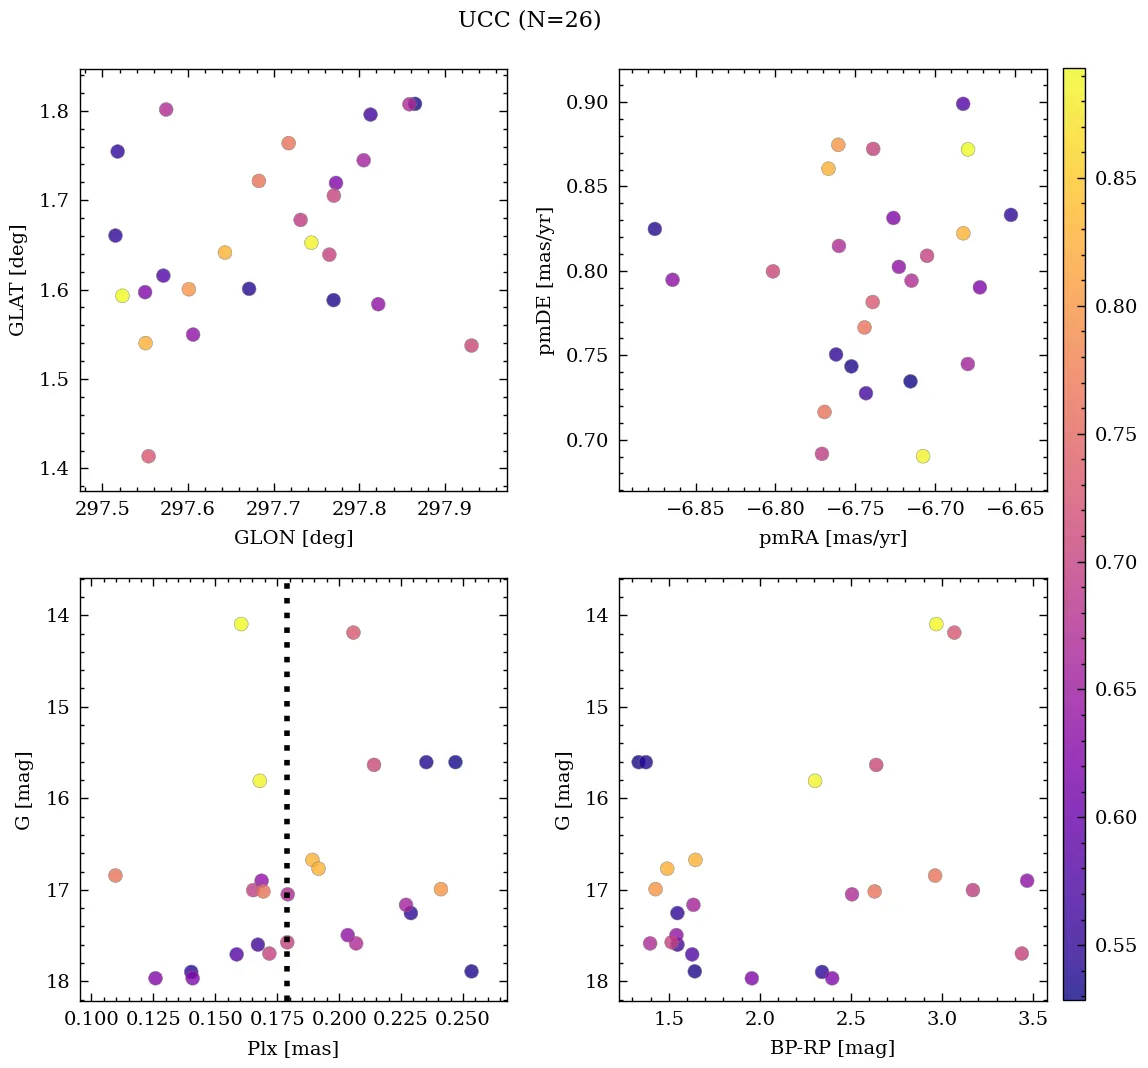 UCC (N=26)
1.8
1.7
1.6
1.5
1.4
GLAT [deg]
297.5 297.6 297.7 297.8 297.9
GLON [deg]
0.90
0.85
0.80
0.75
0.70
pmDE [mas/yr]
−6.85 −6.80 −6.75 −6.70 −6.65
pmRA [mas/yr]
14
15
16
17
18
G [mag]
0.100 0.125 0.150 0.175 0.200 0.225 0.250
Plx [mas]
14
15
16
17
18
G [mag]
1.5 2.0 2.5 3.0 3.5
BP-RP [mag]
0.85
0.80
0.75
0.70
0.65
0.60
0.55